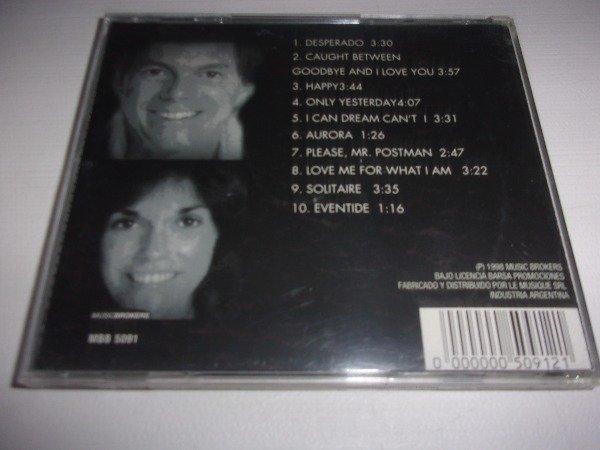 1. DESPERADO 3:30
2. CAUGHT BETWEEN
GOODBYE AND I LOVE YOU 3:57
3. HAPPY3:44
4. ONLY YESTERDAY4:07
5. I CAN DREAM CAN'T I 3:31
6. AURORA 1:26
7. PLEASE, MR. POSTMAN 2:47
8. LOVE ME FOR WHAT I AM 3:22
9. SOLITAIRE 3:35
10. EVENTIDE 1:16
(P) 1998 MUSIC BROKERS
BAJO LICENCIA BARSA PROMOCIONES
FABRICADO Y DISTRIBUIDO POR LE MUSIQUE SRL
INDUSTRIA ARGENTINA
MUSICBROKERS
MBB 5091
0 000000 509121